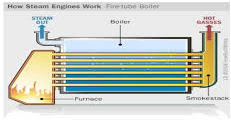 How Steam Engines Work Fire-tube Boiler
STEAM
OUT
Boiler
HOT
GASSES
Furnace
Smokestack